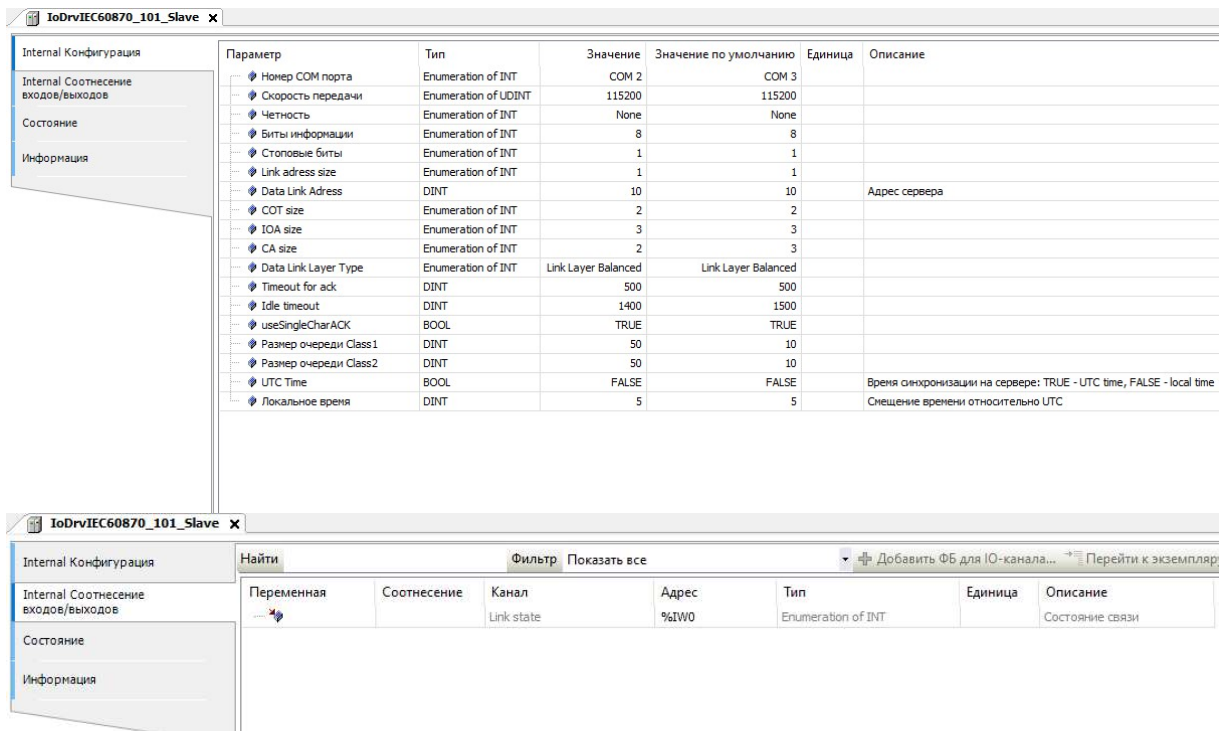 IoDrvIEC60870_101_Slave X
Internal Конфигурация
Internal Соотнесение
входов/выходов
Состояние
Информация
Параметр Тип Значение Значение по умолчанию Единица Описание
Номер COM порта Enumeration of INT COM 2 COM 3
Скорость передачи Enumeration of UDINT 115200 115200
Четность Enumeration of INT None None
Биты информации Enumeration of INT 8 8
Стоповые биты Enumeration of INT 1 1
Link adress size Enumeration of INT 1 1
Data Link Adress DINT 10 10 Адрес сервера
COT size Enumeration of INT 2 2
IOA size Enumeration of INT 3 3
CA size Enumeration of INT 2 3
Data Link Layer Type Enumeration of INT Link Layer Balanced Link Layer Balanced
Timeout for ack DINT 500 500
Idle timeout DINT 1400 1500
useSingleCharACK BOOL TRUE TRUE
Размер очереди Class1 DINT 50 10
Размер очереди Class2 DINT 50 10
UTC Time BOOL FALSE FALSE Время синхронизации на сервере: TRUE - UTC time, FALSE - local time
Локальное время DINT 5 5 Смещение времени относительно UTC
IoDrvIEC60870_101_Slave X
Internal Конфигурация
Internal Соотнесение
входов/выходов
Состояние
Информация
Найти Фильтр Показать все Добавить ФБ для IO-канала... Перейти к экземпляру
Переменная Соотнесение Канал Адрес Тип Единица Описание
Link state %IW0 Enumeration of INT Состояние связи